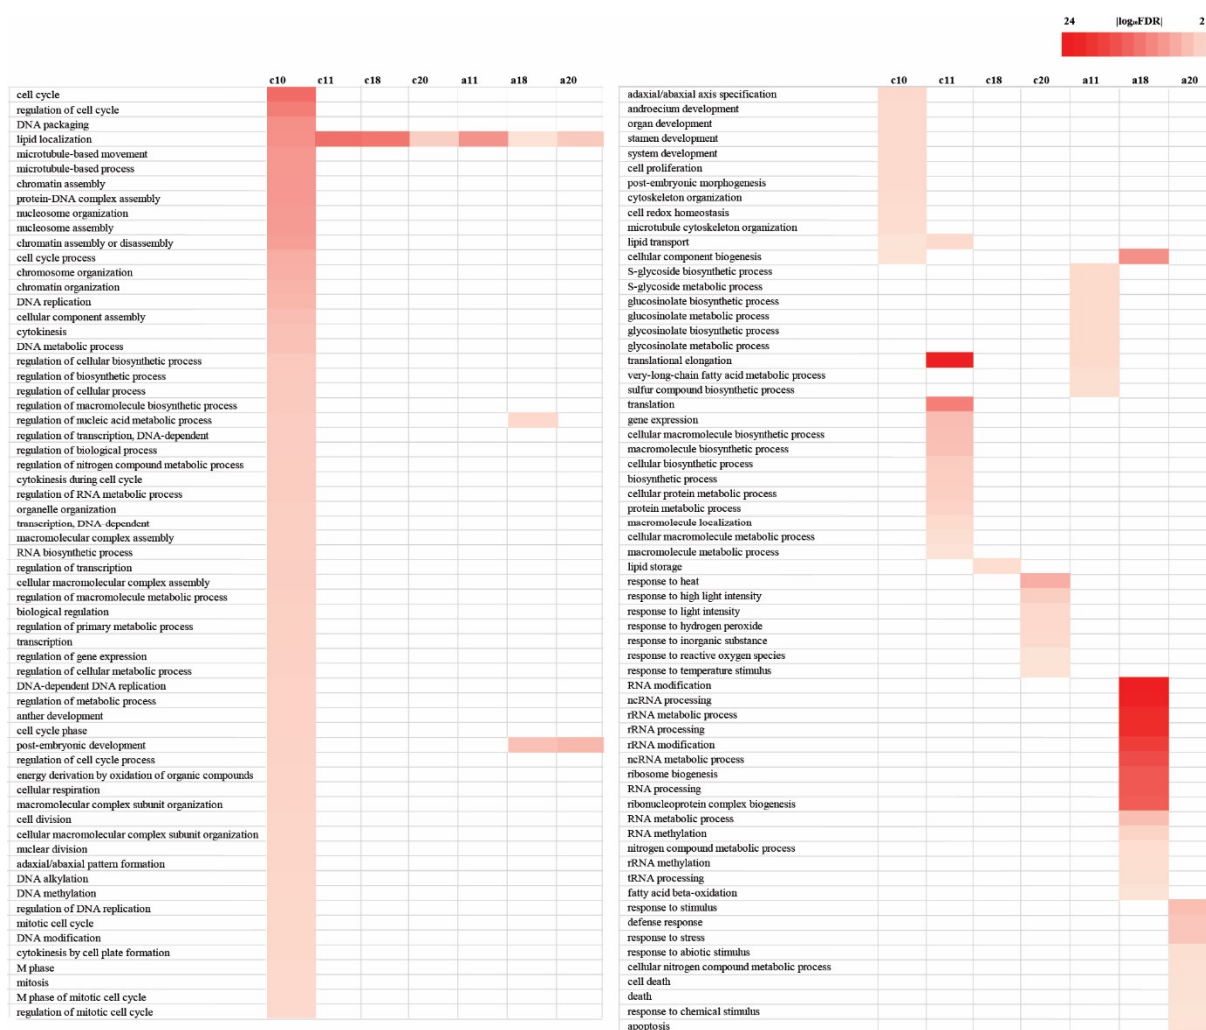 24 |log₁₀FDR| 2
c10 c11 c18 c20 a11 a18 a20
cell cycle
regulation of cell cycle
DNA packaging
lipid localization
microtubule-based movement
microtubule-based process
chromatin assembly
protein-DNA complex assembly
nucleosome organization
nucleosome assembly
chromatin assembly or disassembly
cell cycle process
chromosome organization
chromatin organization
DNA replication
cellular component assembly
cytokinesis
DNA metabolic process
regulation of cellular biosynthetic process
regulation of biosynthetic process
regulation of cellular process
regulation of macromolecule biosynthetic process
regulation of nucleic acid metabolic process
regulation of transcription, DNA-dependent
regulation of biological process
regulation of nitrogen compound metabolic process
cytokinesis during cell cycle
regulation of RNA metabolic process
organelle organization
transcription, DNA-dependent
macromolecular complex assembly
RNA biosynthetic process
regulation of transcription
cellular macromolecular complex assembly
regulation of macromolecule metabolic process
biological regulation
regulation of primary metabolic process
transcription
regulation of gene expression
regulation of cellular metabolic process
DNA-dependent DNA replication
regulation of metabolic process
anther development
cell cycle phase
post-embryonic development
regulation of cell cycle process
energy derivation by oxidation of organic compounds
cellular respiration
macromolecular complex subunit organization
cell division
cellular macromolecular complex subunit organization
nuclear division
adaxial/abaxial pattern formation
DNA alkylation
DNA methylation
regulation of DNA replication
mitotic cell cycle
DNA modification
cytokinesis by cell plate formation
M phase
mitosis
M phase of mitotic cell cycle
regulation of mitotic cell cycle
c10 c11 c18 c20 a11 a18 a20
adaxial/abaxial axis specification
androecium development
organ development
stamen development
system development
cell proliferation
post-embryonic morphogenesis
cytoskeleton organization
cell redox homeostasis
microtubule cytoskeleton organization
lipid transport
cellular component biogenesis
S-glycoside biosynthetic process
S-glycoside metabolic process
glucosinolate biosynthetic process
glucosinolate metabolic process
glycosinolate biosynthetic process
glycosinolate metabolic process
translational elongation
very-long-chain fatty acid metabolic process
sulfur compound biosynthetic process
translation
gene expression
cellular macromolecule biosynthetic process
macromolecule biosynthetic process
cellular biosynthetic process
biosynthetic process
cellular protein metabolic process
protein metabolic process
macromolecule localization
cellular macromolecule metabolic process
macromolecule metabolic process
lipid storage
response to heat
response to high light intensity
response to light intensity
response to hydrogen peroxide
response to inorganic substance
response to reactive oxygen species
response to temperature stimulus
RNA modification
ncRNA processing
rRNA metabolic process
rRNA processing
rRNA modification
ncRNA metabolic process
ribosome biogenesis
RNA processing
ribonucleoprotein complex biogenesis
RNA metabolic process
RNA methylation
nitrogen compound metabolic process
rRNA methylation
tRNA processing
fatty acid beta-oxidation
response to stimulus
defense response
response to stress
response to abiotic stimulus
cellular nitrogen compound metabolic process
cell death
death
response to chemical stimulus
apoptosis